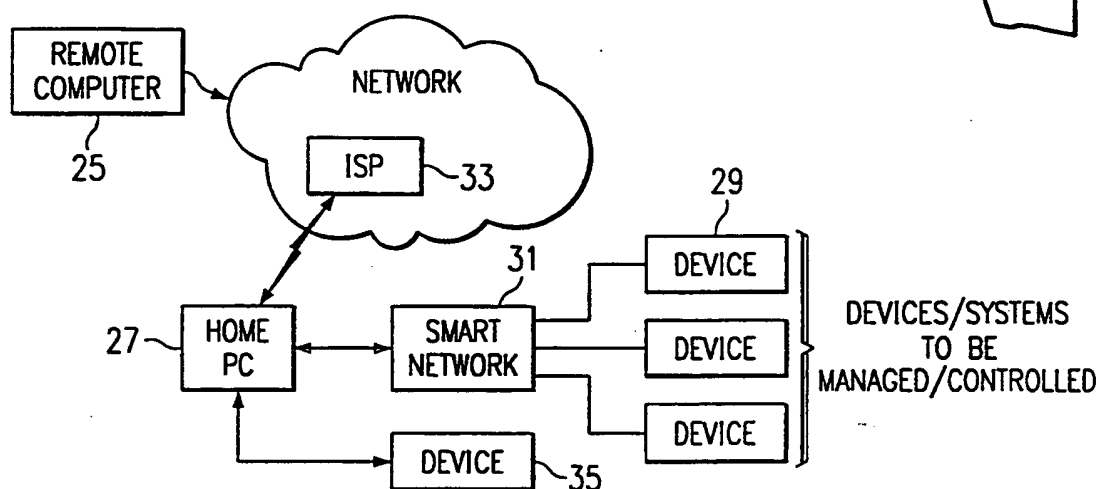 REMOTE
COMPUTER
25
NETWORK
ISP
33
29
DEVICE
31
27
HOME
PC
SMART
NETWORK
DEVICE
DEVICES/SYSTEMS
TO BE
MANAGED/CONTROLLED
DEVICE
DEVICE
35